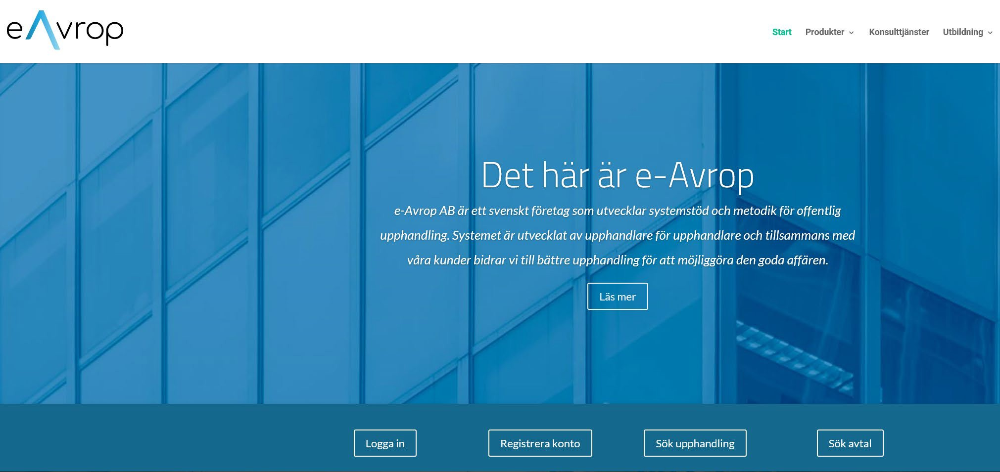 eAvrop
Start
Produkter
Konsulttjänster
Utbildning
Det här är e-Avrop
e-Avrop AB är ett svenskt företag som utvecklar systemstöd och metodik för offentlig
upphandling. Systemet är utvecklat av upphandlare för upphandlare och tillsammans med
våra kunder bidrar vi till bättre upphandling för att möjliggöra den goda affären.
Läs mer
Logga in
Registrera konto
Sök upphandling
Sök avtal